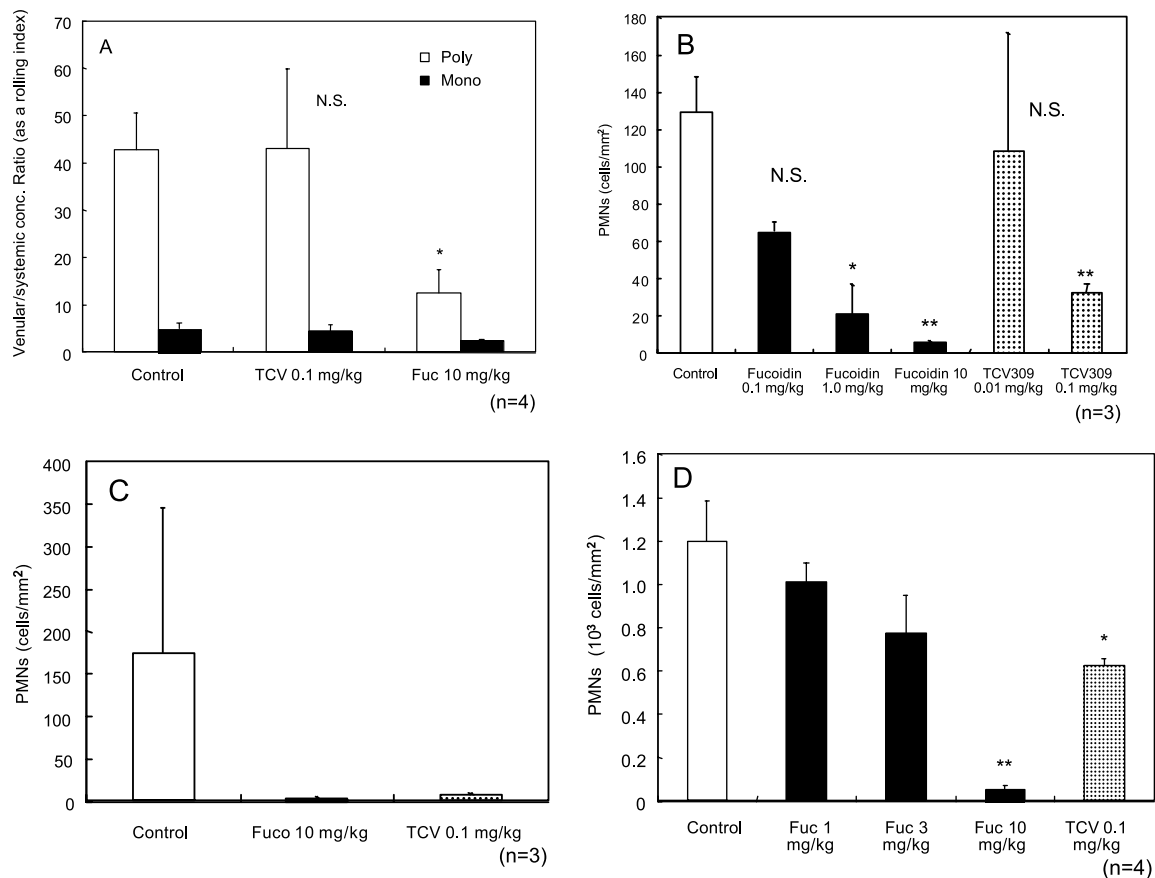 A
Venular/systemic conc. Ratio (as a rolling index)
70
60
50
40
30
20
10
0
Poly
Mono
N.S.
*
Control
TCV 0.1 mg/kg
Fuc 10 mg/kg
(n=4)
B
PMNs (cells/mm²)
180
160
140
120
100
80
60
40
20
0
N.S.
*
**
N.S.
**
Control
Fucoidin
0.1 mg/kg
Fucoidin
1.0 mg/kg
Fucoidin 10
mg/kg
TCV309
0.01 mg/kg
TCV309
0.1 mg/kg
(n=3)
C
PMNs (cells/mm²)
400
350
300
250
200
150
100
50
0
Control
Fuco 10 mg/kg
TCV 0.1 mg/kg
(n=3)
D
PMNs (10³ cells/mm²)
1.6
1.4
1.2
1.0
0.8
0.6
0.4
0.2
0
**
*
Control
Fuc 1
mg/kg
Fuc 3
mg/kg
Fuc 10
mg/kg
TCV 0.1
mg/kg
(n=4)